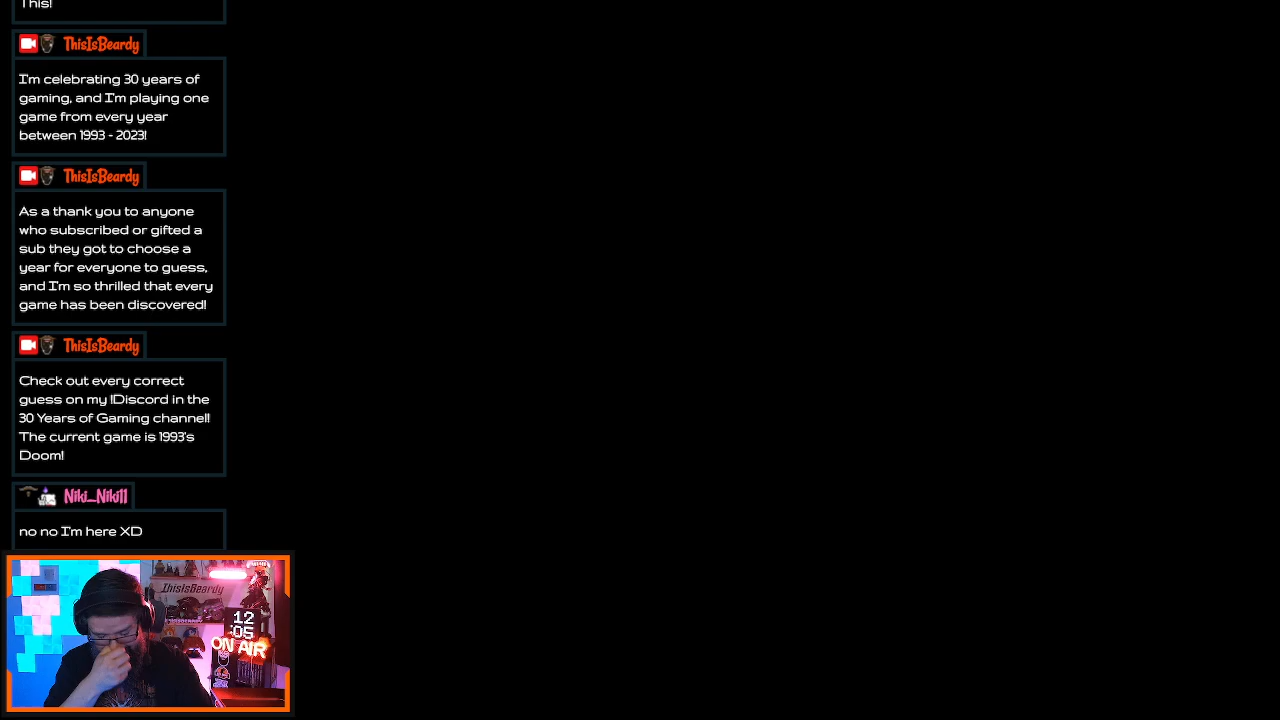 This!
ThisIsBeardy
I'm celebrating 30 years of
gaming, and I'm playing one
game from every year
between 1993 - 2023!
ThisIsBeardy
As a thank you to anyone
who subscribed or gifted a
sub they got to choose a
year for everyone to guess,
and I'm so thrilled that every
game has been discovered!
ThisIsBeardy
Check out every correct
guess on my !Discord in the
30 Years of Gaming channel!
The current game is 1993's
Doom!
Niki_Niki11
no no I'm here XD
ThisIsBeardy
12
05
ON AIR